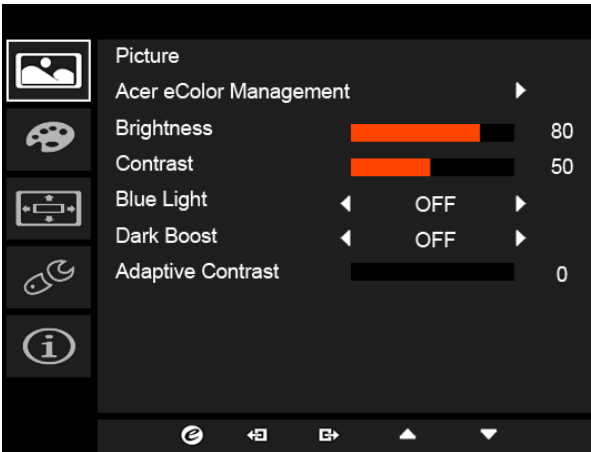 Picture
Acer eColor Management
Brightness 80
Contrast 50
Blue Light OFF
Dark Boost OFF
Adaptive Contrast 0